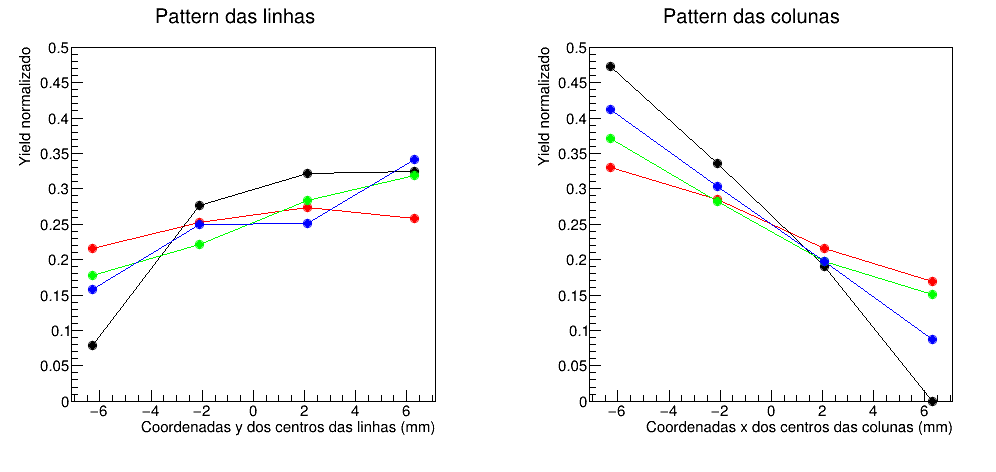 Pattern das linhas
Yield normalizado
0.5
0.45
0.4
0.35
0.3
0.25
0.2
0.15
0.1
0.05
0
−6 −4 −2 0 2 4 6
Coordenadas y dos centros das linhas (mm)
Pattern das colunas
Yield normalizado
0.5
0.45
0.4
0.35
0.3
0.25
0.2
0.15
0.1
0.05
0
−6 −4 −2 0 2 4 6
Coordenadas x dos centros das colunas (mm)